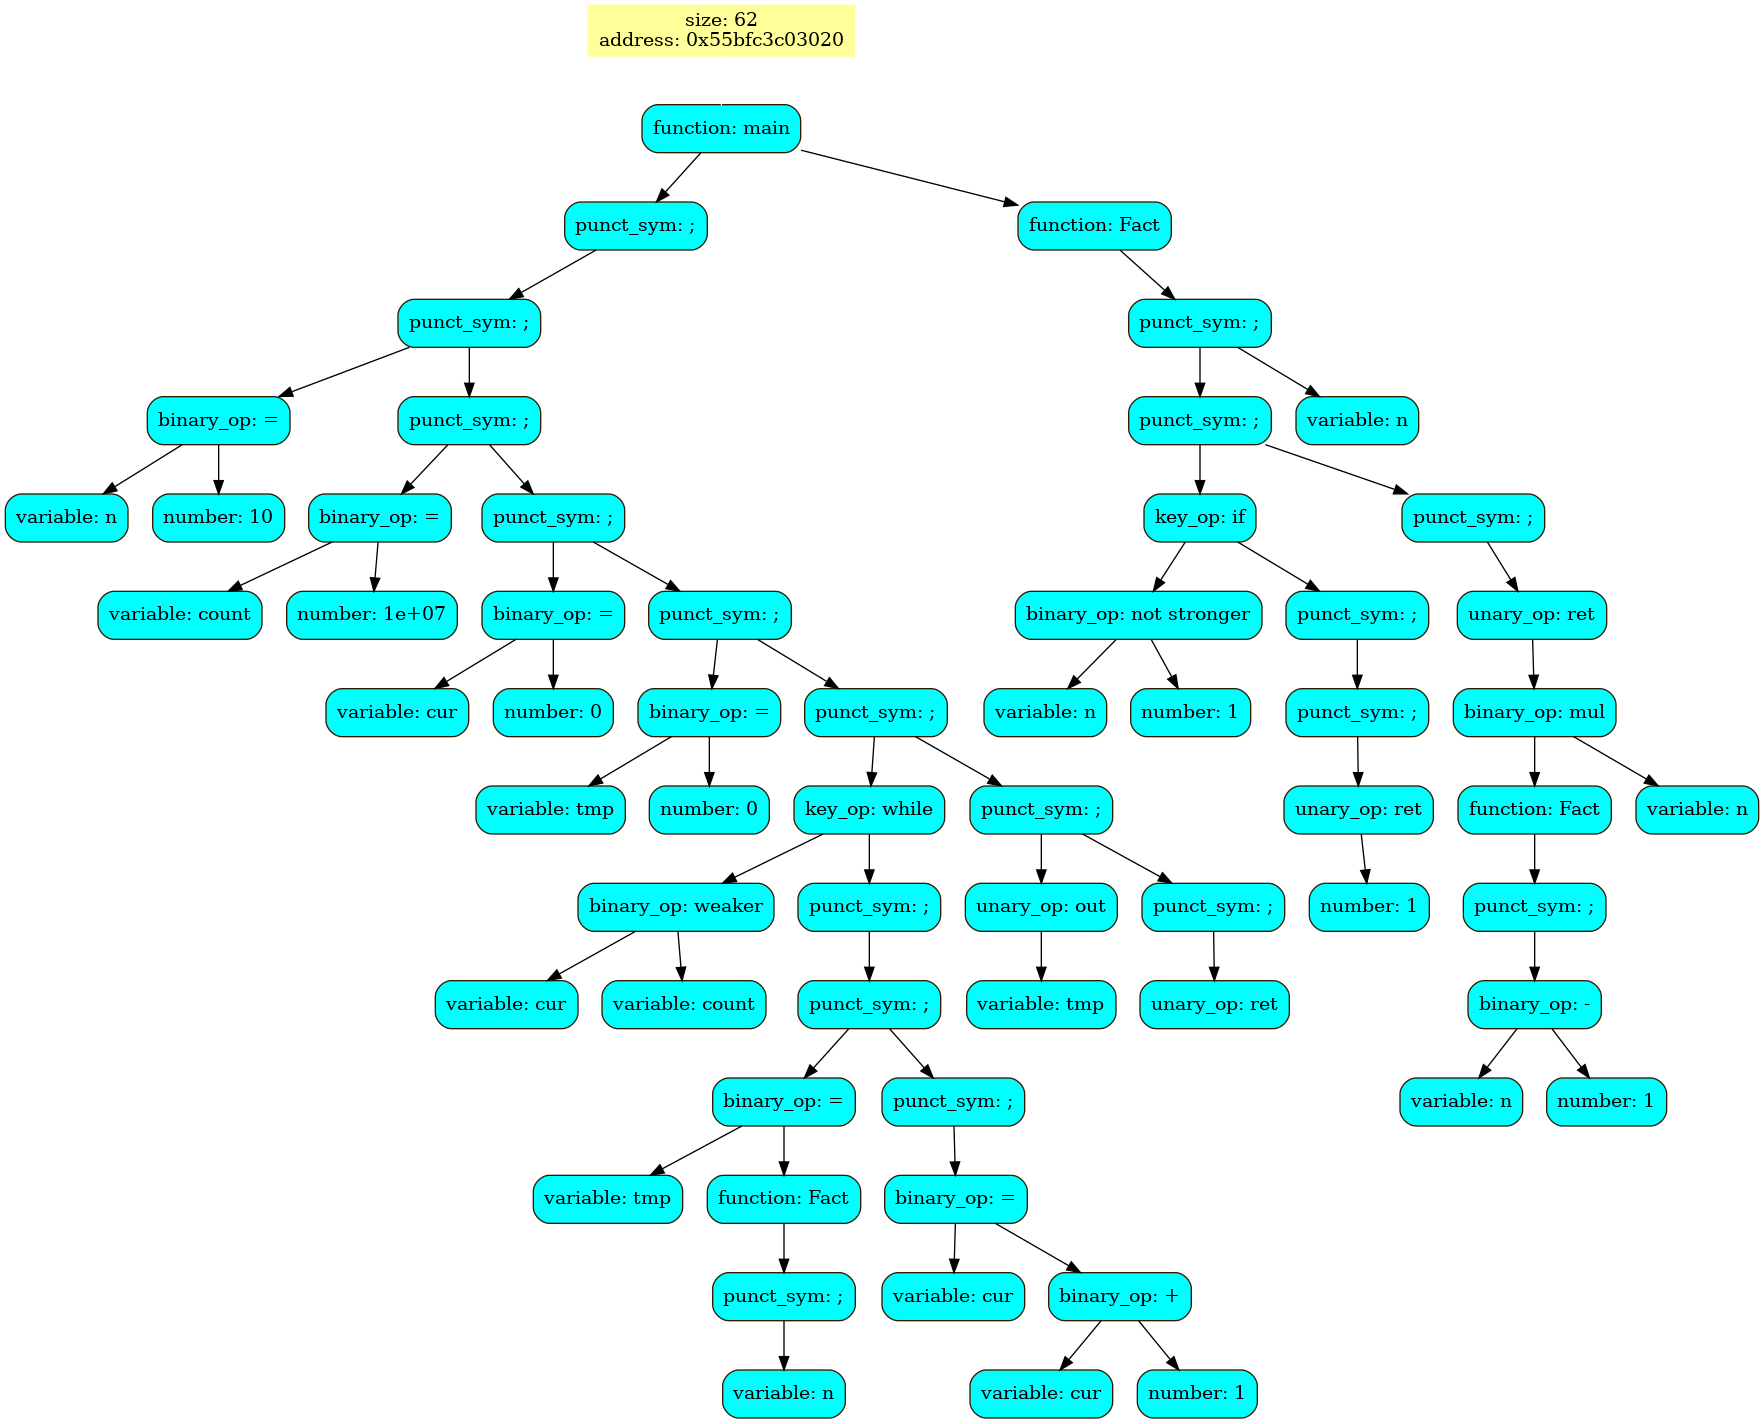 size: 62
address: 0x55bfc3c03020
function: main
punct_sym: ;
function: Fact
punct_sym: ;
punct_sym: ;
binary_op: =
punct_sym: ;
punct_sym: ;
variable: n
variable: n
number: 10
binary_op: =
punct_sym: ;
key_op: if
punct_sym: ;
variable: count
number: 1e+07
binary_op: =
punct_sym: ;
binary_op: not stronger
punct_sym: ;
unary_op: ret
variable: cur
number: 0
binary_op: =
punct_sym: ;
variable: n
number: 1
punct_sym: ;
binary_op: mul
variable: tmp
number: 0
key_op: while
punct_sym: ;
unary_op: ret
function: Fact
variable: n
binary_op: weaker
punct_sym: ;
unary_op: out
punct_sym: ;
number: 1
punct_sym: ;
variable: cur
variable: count
punct_sym: ;
variable: tmp
unary_op: ret
binary_op: -
binary_op: =
punct_sym: ;
variable: n
number: 1
variable: tmp
function: Fact
binary_op: =
punct_sym: ;
variable: cur
binary_op: +
variable: n
variable: cur
number: 1